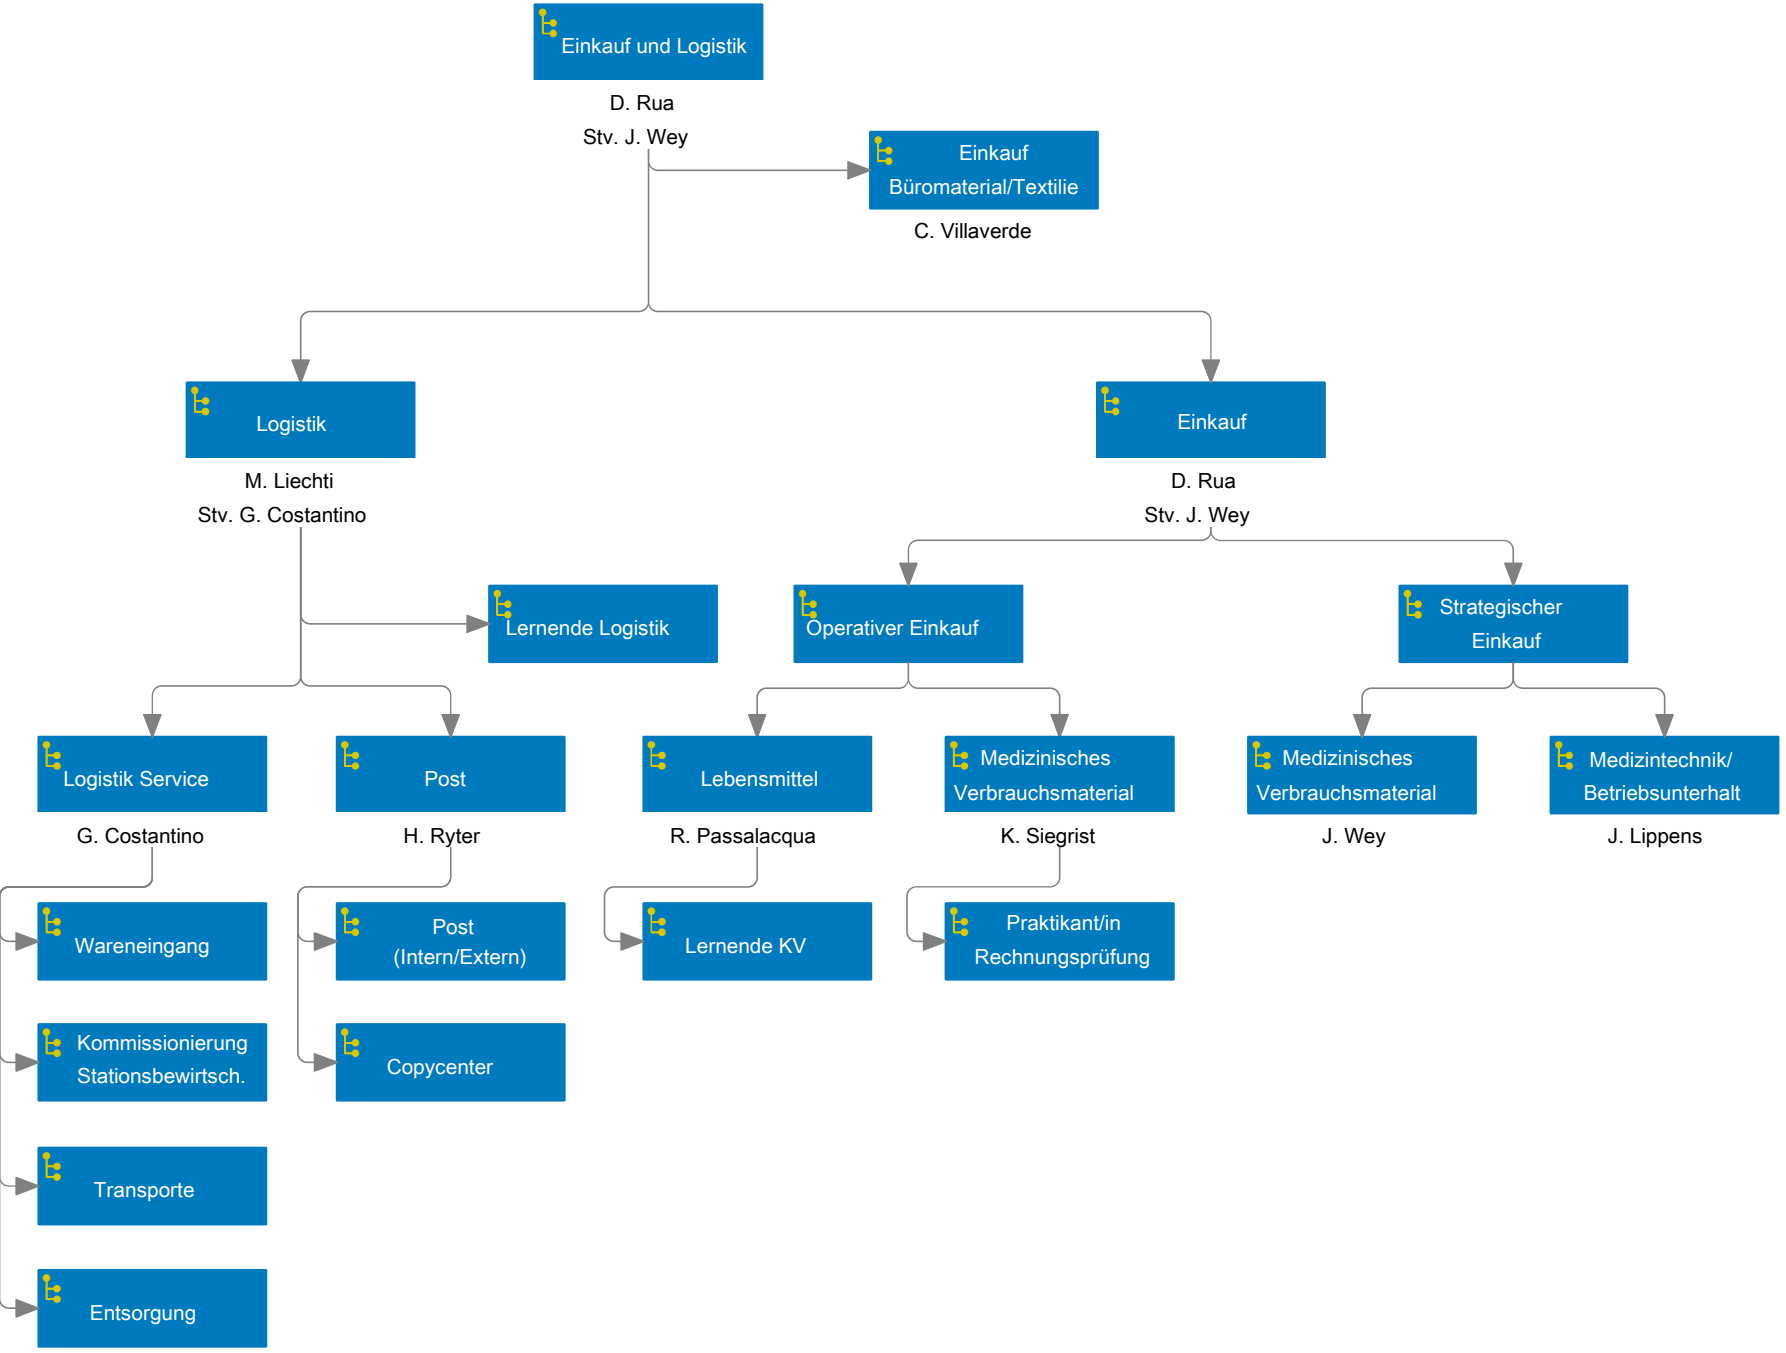 Einkauf und Logistik
D. Rua
Stv. J. Wey
Einkauf
Büromaterial/Textilie
C. Villaverde
Logistik
M. Liechti
Stv. G. Costantino
Einkauf
D. Rua
Stv. J. Wey
Lernende Logistik
Operativer Einkauf
Strategischer
Einkauf
Logistik Service
G. Costantino
Post
H. Ryter
Lebensmittel
R. Passalacqua
Medizinisches
Verbrauchsmaterial
K. Siegrist
Medizinisches
Verbrauchsmaterial
J. Wey
Medizintechnik/
Betriebsunterhalt
J. Lippens
Wareneingang
Post
(Intern/Extern)
Lernende KV
Praktikant/in
Rechnungsprüfung
Kommissionierung
Stationsbewirtsch.
Copycenter
Transporte
Entsorgung